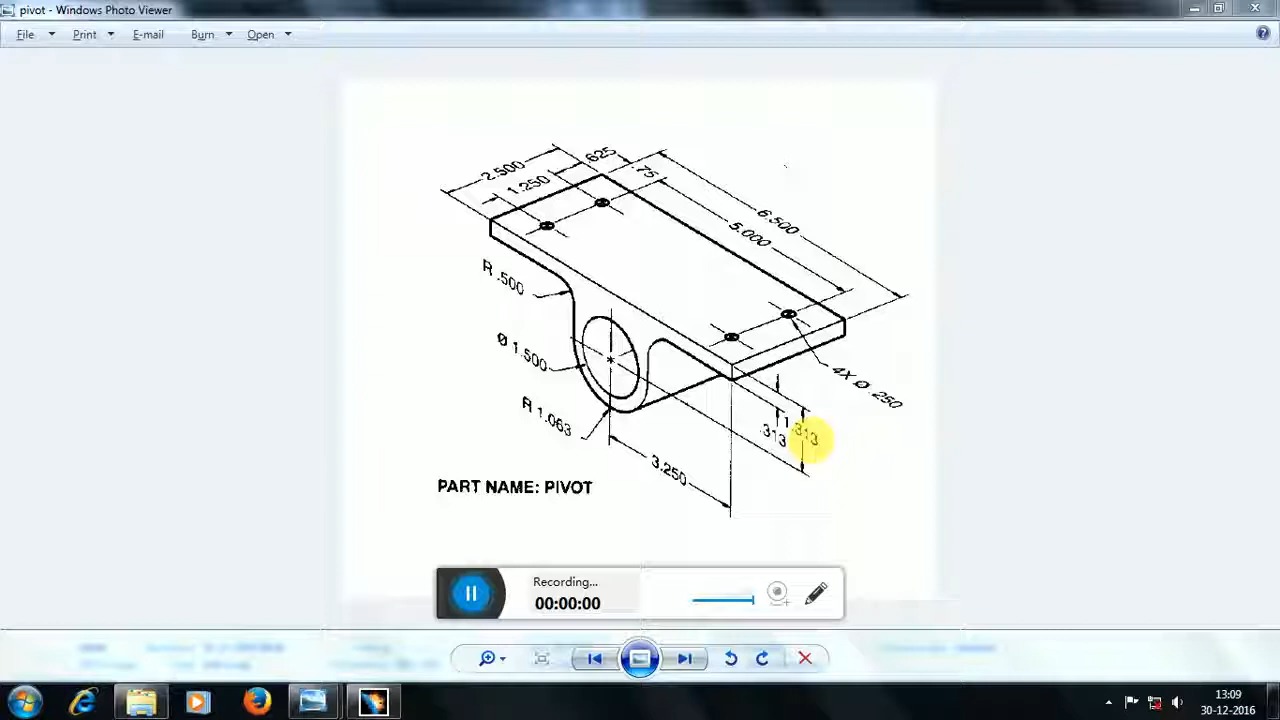 pivot - Windows Photo Viewer
File Print E-mail Burn Open
2.500
.625
1.250
.75
6.500
5.000
R .500
Ø 1.500
R 1.063
4X Ø .250
1.313
.313
3.250
PART NAME: PIVOT
Recording...
00:00:00
13:09
30-12-2016